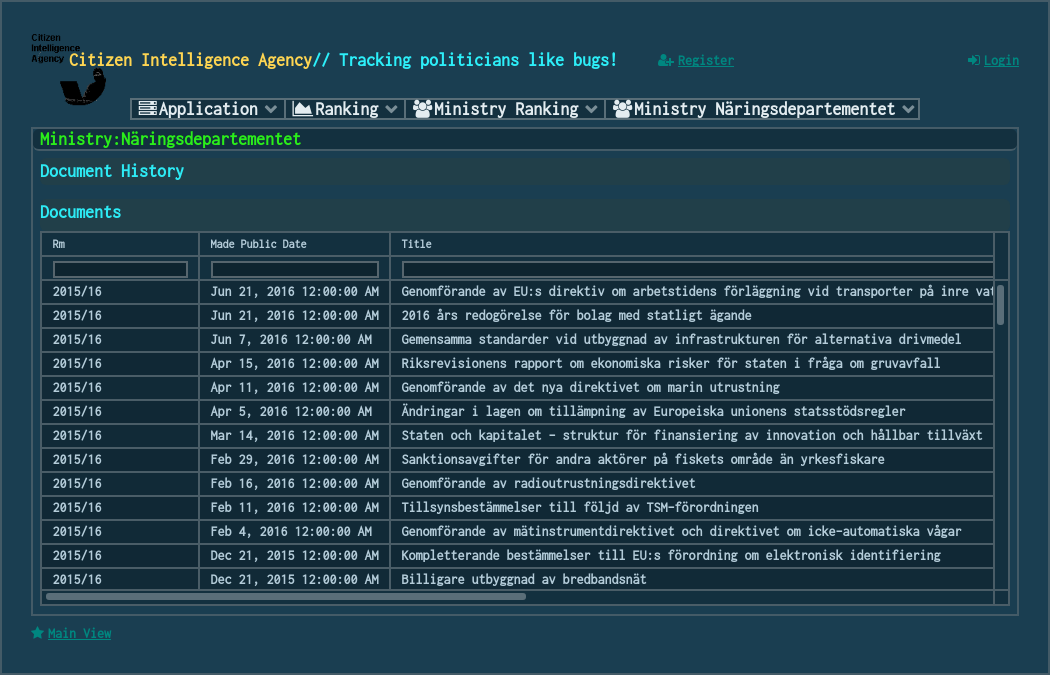 Citizen
Intelligence
Agency
Citizen Intelligence Agency// Tracking politicians like bugs!
Register
Login
Application
Ranking
Ministry Ranking
Ministry Näringsdepartementet
Ministry:Näringsdepartementet
Document History
Documents
Rm Made Public Date Title
2015/16 Jun 21, 2016 12:00:00 AM Genomförande av EU:s direktiv om arbetstidens förläggning vid transporter på inre
2015/16 Jun 21, 2016 12:00:00 AM 2016 års redogörelse för bolag med statligt ägande
2015/16 Jun 7, 2016 12:00:00 AM Gemensamma standarder vid utbyggnad av infrastrukturen för alternativa drivmedel
2015/16 Apr 15, 2016 12:00:00 AM Riksrevisionens rapport om ekonomiska risker för staten i fråga om gruvavfall
2015/16 Apr 11, 2016 12:00:00 AM Genomförande av det nya direktivet om marin utrustning
2015/16 Apr 5, 2016 12:00:00 AM Ändringar i lagen om tillämpning av Europeiska unionens statsstödsregler
2015/16 Mar 14, 2016 12:00:00 AM Staten och kapitalet – struktur för finansiering av innovation och hållbar tillväxt
2015/16 Feb 29, 2016 12:00:00 AM Sanktionsavgifter för andra aktörer på fiskets område än yrkesfiskare
2015/16 Feb 16, 2016 12:00:00 AM Genomförande av radioutrustningsdirektivet
2015/16 Feb 11, 2016 12:00:00 AM Tillsynsbestämmelser till följd av TSM-förordningen
2015/16 Feb 4, 2016 12:00:00 AM Genomförande av mätinstrumentdirektivet och direktivet om icke-automatiska vågar
2015/16 Dec 21, 2015 12:00:00 AM Kompletterande bestämmelser till EU:s förordning om elektronisk identifiering
2015/16 Dec 21, 2015 12:00:00 AM Billigare utbyggnad av bredbandsnät
Main View